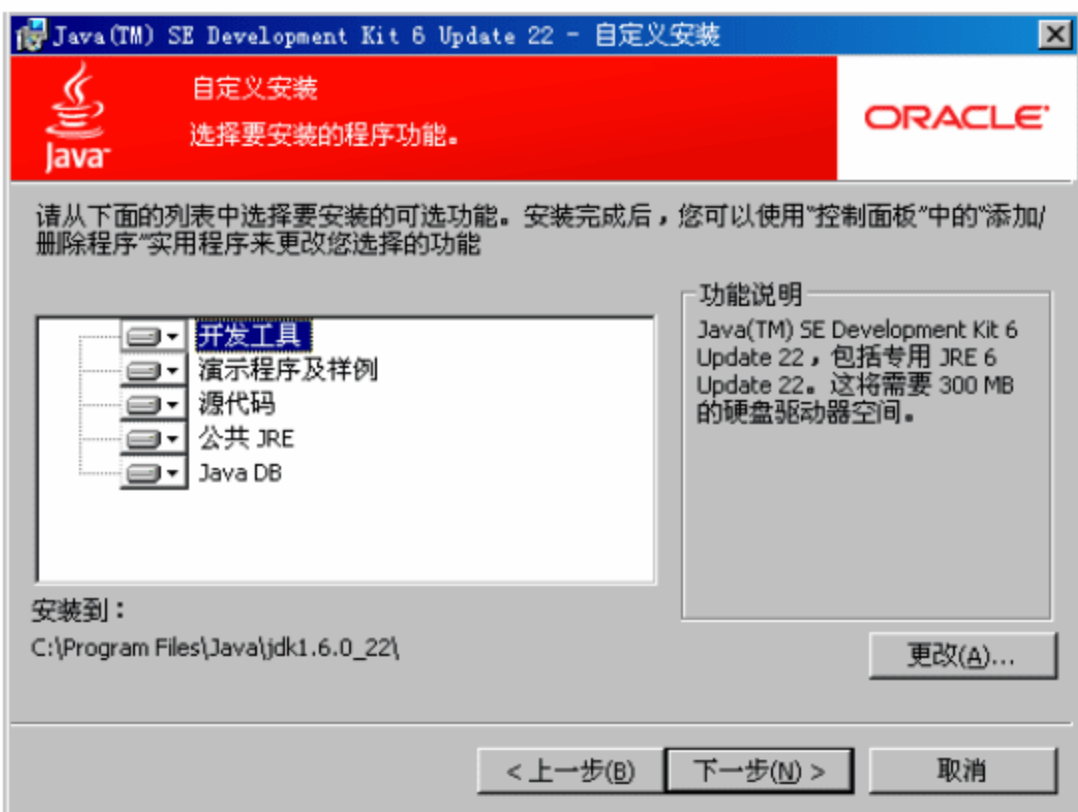 Java(TM) SE Development Kit 6 Update 22 - 自定义安装
自定义安装
选择要安装的程序功能。
Java
ORACLE
请从下面的列表中选择要安装的可选功能。安装完成后，您可以使用"控制面板"中的"添加/
删除程序"实用程序来更改您选择的功能
开发工具
演示程序及样例
源代码
公共 JRE
Java DB
功能说明
Java(TM) SE Development Kit 6
Update 22，包括专用 JRE 6
Update 22。这将需要 300 MB
的硬盘驱动器空间。
安装到：
C:\Program Files\Java\jdk1.6.0_22\
更改(A)...
< 上一步(B)
下一步(N) >
取消